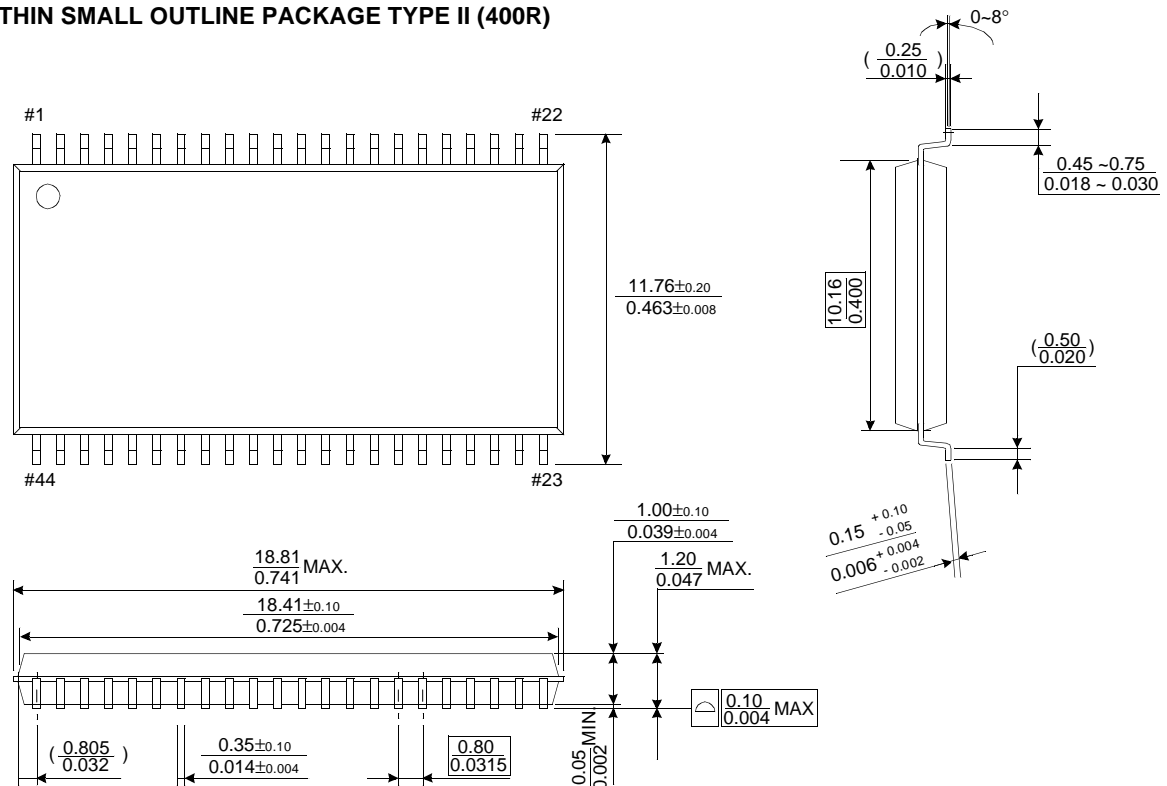 THIN SMALL OUTLINE PACKAGE TYPE II (400R)
0~8°
( 0.25 )
0.010
#1
#22
0.45 ~0.75
0.018 ~ 0.030
11.76±0.20
0.463±0.008
10.16
0.400
( 0.50 )
0.020
#44
#23
0.15 + 0.10 - 0.05
0.006 + 0.004 - 0.002
1.00±0.10
0.039±0.004
18.81 MAX.
0.741
1.20 MAX.
0.047
18.41±0.10
0.725±0.004
0.10 MAX
0.004
( 0.805 )
0.032
0.35±0.10
0.014±0.004
0.80
0.0315
0.05 MIN.
0.002